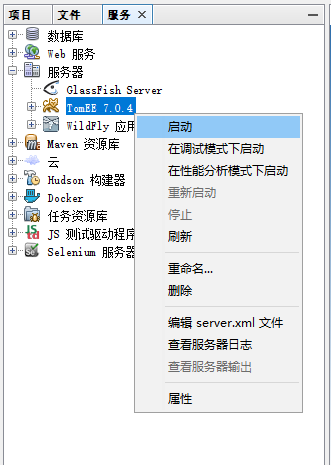 项目 文件 服务
数据库
Web 服务
服务器
GlassFish Server
TomEE 7.0.4
WildFly 应用
Maven 资源库
云
Hudson 构建器
Docker
任务资源库
JS 测试驱动程序
Selenium 服务器
启动
在调试模式下启动
在性能分析模式下启动
重新启动
停止
刷新
重命名...
删除
编辑 server.xml 文件
查看服务器日志
查看服务器输出
属性